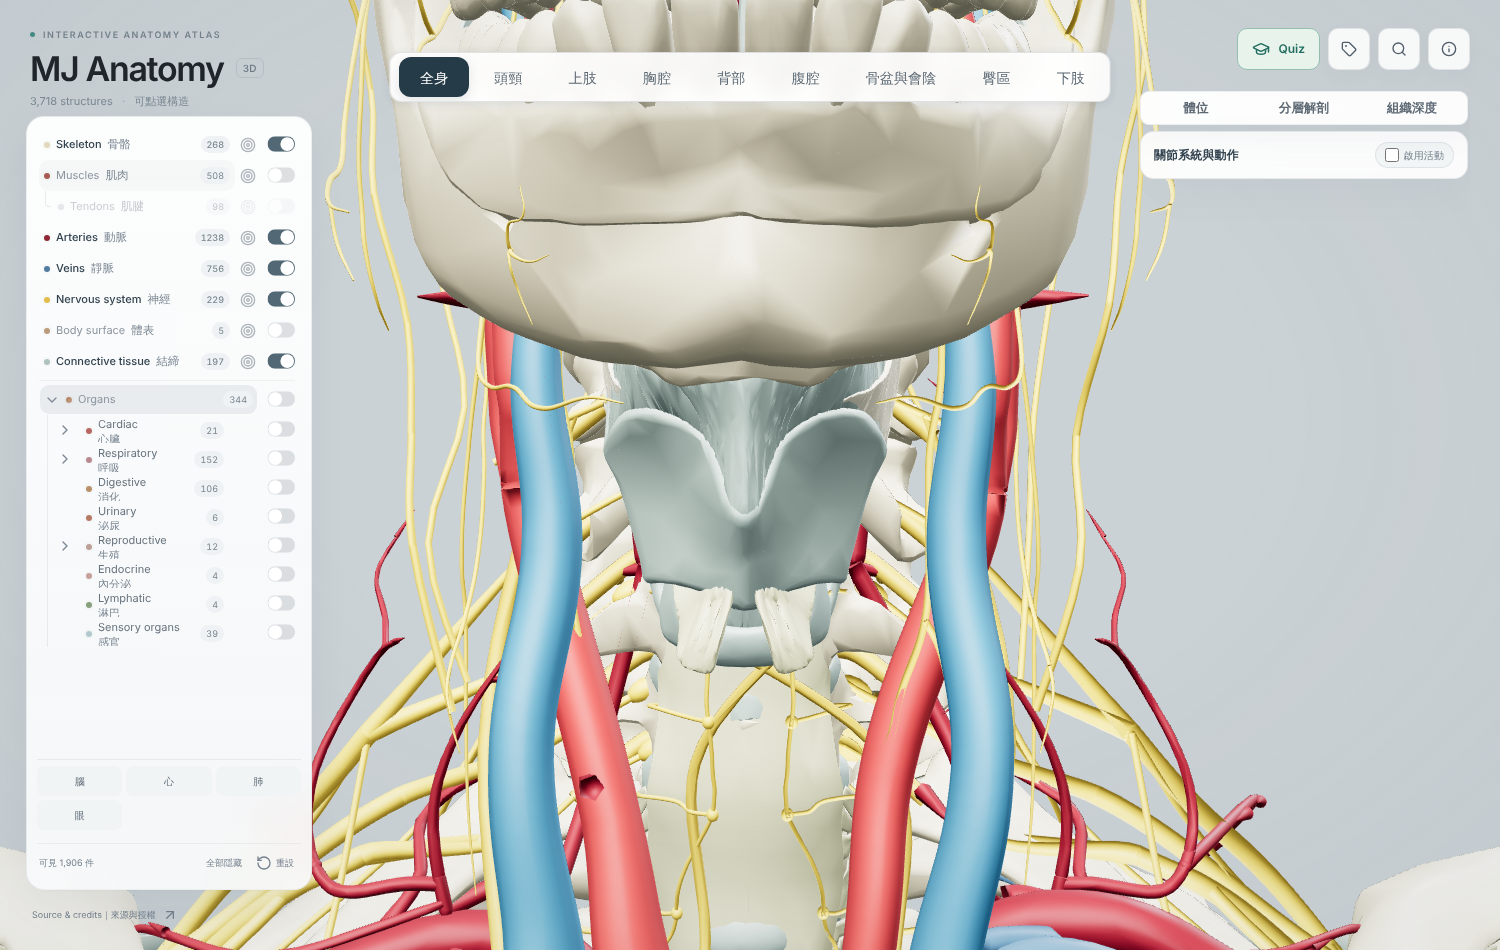 INTERACTIVE ANATOMY ATLAS
MJ Anatomy 3D
3,718 structures · 可點選構造
全身 頭頸 上肢 胸腔 背部 腹腔 骨盆與會陰 臀區 下肢
Quiz
體位 分層解剖 組織深度
關節系統與動作 啟用活動
Skeleton 骨骼 268
Muscles 肌肉 508
Tendons 肌腱 98
Arteries 動脈 1238
Veins 靜脈 756
Nervous system 神經 229
Body surface 體表 5
Connective tissue 結締 197
Organs 344
Cardiac 21
心臟
Respiratory 152
呼吸
Digestive 106
消化
Urinary 6
泌尿
Reproductive 12
生殖
Endocrine 4
內分泌
Lymphatic 4
淋巴
Sensory organs 39
感官
腦 心 肺
眼
可見 1,906 件 全部隱藏 重設
Source & credits | 來源與授權